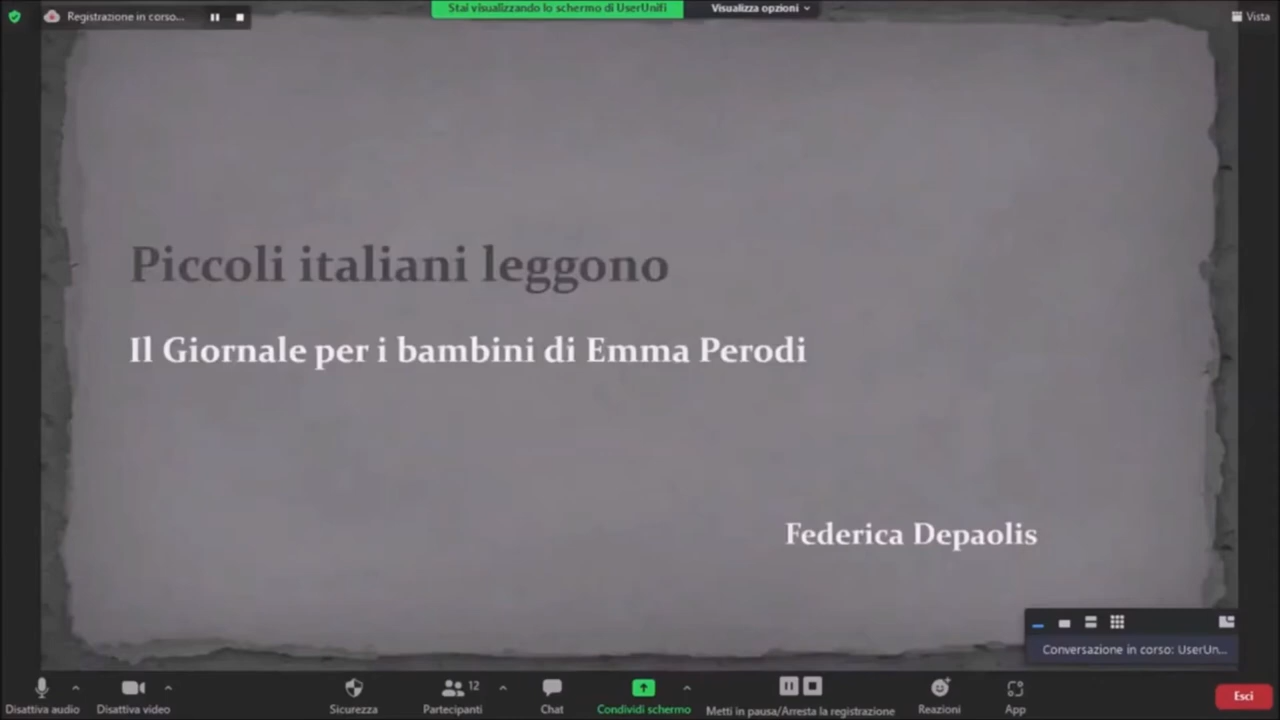 Registrazione in corso...
Stai visualizzando lo schermo di UserUnifi
Visualizza opzioni
Vista
Piccoli italiani leggono
Il Giornale per i bambini di Emma Perodi
Federica Depaolis
Conversazione in corso: UserUn...
Disattiva audio
Disattiva video
Sicurezza
12
Partecipanti
Chat
Condividi schermo
Metti in pausa/Arresta la registrazione
Reazioni
App
Esci